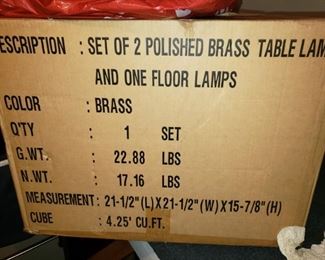 ESCRIPTION : SET OF 2 POLISHED BRASS TABLE LAM
AND ONE FLOOR LAMPS
COLOR : BRASS
Q'TY : 1 SET
G.WT. : 22.88 LBS
N.WT. : 17.16 LBS
MEASUREMENT : 21-1/2"(L)X21-1/2"(W)X15-7/8"(H)
CUBE : 4.25' CU.FT.